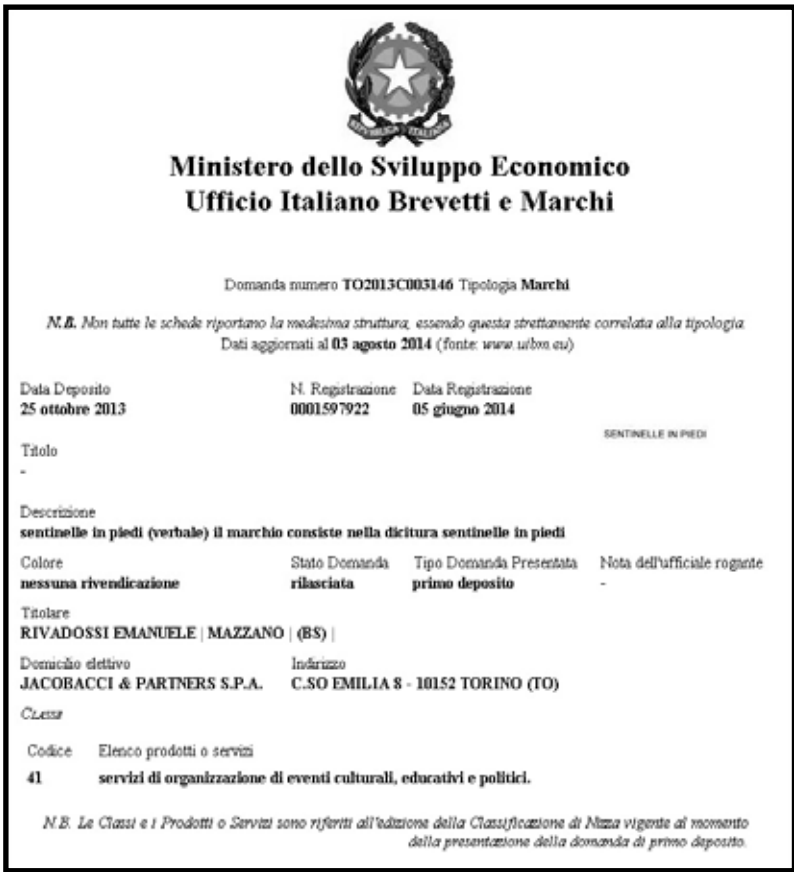 REPVBBLICA ITALIANA
Ministero dello Sviluppo Economico
Ufficio Italiano Brevetti e Marchi
Domanda numero TO2013C003146 Tipologia Marchi
N.B. Non tutte le schede riportano la medesima struttura, essendo questa strettamente correlata alla tipologia.
Dati aggiornati al 03 agosto 2014 (fonte: www.uibm.eu)
Data Deposito N. Registrazione Data Registrazione
25 ottobre 2013 0001597922 05 giugno 2014
SENTINELLE IN PIEDI
Titolo
-
Descrizione
sentinelle in piedi (verbale) il marchio consiste nella dicitura sentinelle in piedi
Colore Stato Domanda Tipo Domanda Presentata Nota dell'ufficiale rogante
nessuna rivendicazione rilasciata primo deposito -
Titolare
RIVADOSSI EMANUELE | MAZZANO | (BS) |
Domicilio elettivo Indirizzo
JACOBACCI & PARTNERS S.P.A. C.SO EMILIA 8 - 10152 TORINO (TO)
Classi
Codice Elenco prodotti o servizi
41 servizi di organizzazione di eventi culturali, educativi e politici.
N.B. Le Classi e i Prodotti o Servizi sono riferiti all'edizione della Classificazione di Nizza vigente al momento
della presentazione della domanda di primo deposito.